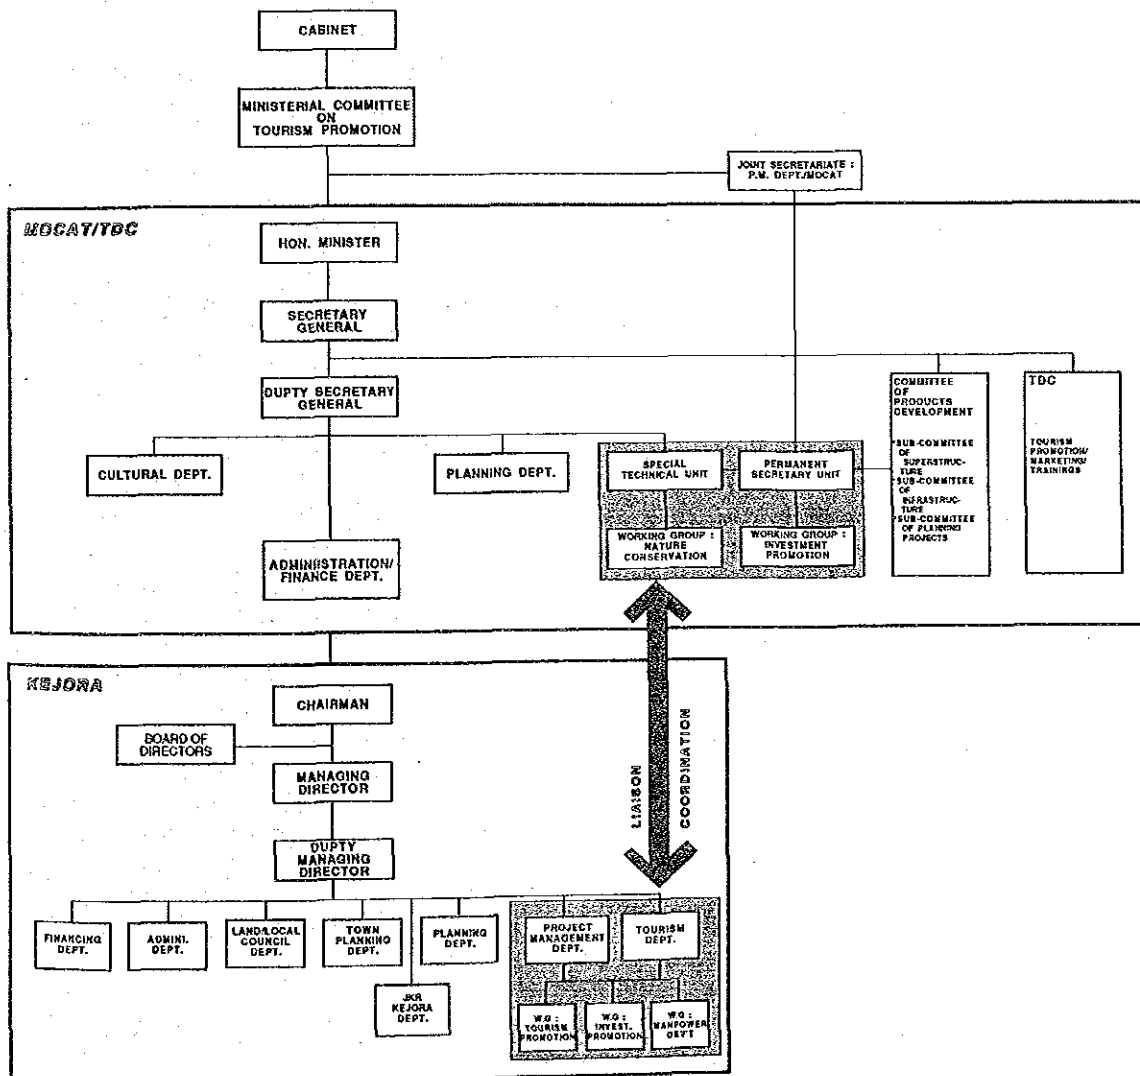 CABINET
MINISTERIAL COMMITTEE
ON
TOURISM PROMOTION
JOINT SECRETARIATE :
P.M. DEPT./MOCAT
MOCAT/TDC
HON. MINISTER
SECRETARY
GENERAL
DUPTY SECRETARY
GENERAL
COMMITTEE
OF
PRODUCTS
DEVELOPMENT
*SUB-COMMITTEE
OF
SUPERSTRUC-
TURE
*SUB-COMMITTEE
OF
INFRASTRUC-
TURE
*SUB-COMMITTEE
OF PLANNING
PROJECTS
TDC
TOURISM
PROMOTION/
MARKETING/
TRAININGS
CULTURAL DEPT.
PLANNING DEPT.
SPECIAL
TECHNICAL UNIT
PERMANENT
SECRETARY UNIT
WORKING GROUP :
NATURE
CONSERVATION
WORKING GROUP :
INVESTMENT
PROMOTION
ADMINISTRATION/
FINANCE DEPT.
KEJORA
CHAIRMAN
BOARD OF
DIRECTORS
MANAGING
DIRECTOR
DUPTY
MANAGING
DIRECTOR
LIAISON
COORDINATION
FINANCING
DEPT.
ADMINI.
DEPT.
LAND/LOCAL
COUNCIL
DEPT.
TOWN
PLANNING
DEPT.
PLANNING
DEPT.
PROJECT
MANAGEMENT
DEPT.
TOURISM
DEPT.
JKR
KEJORA
DEPT.
W.G :
TOURISM
PROMOTION
W.G :
INVEST.
PROMOTION
W.G :
MANPOWER
DEV'T